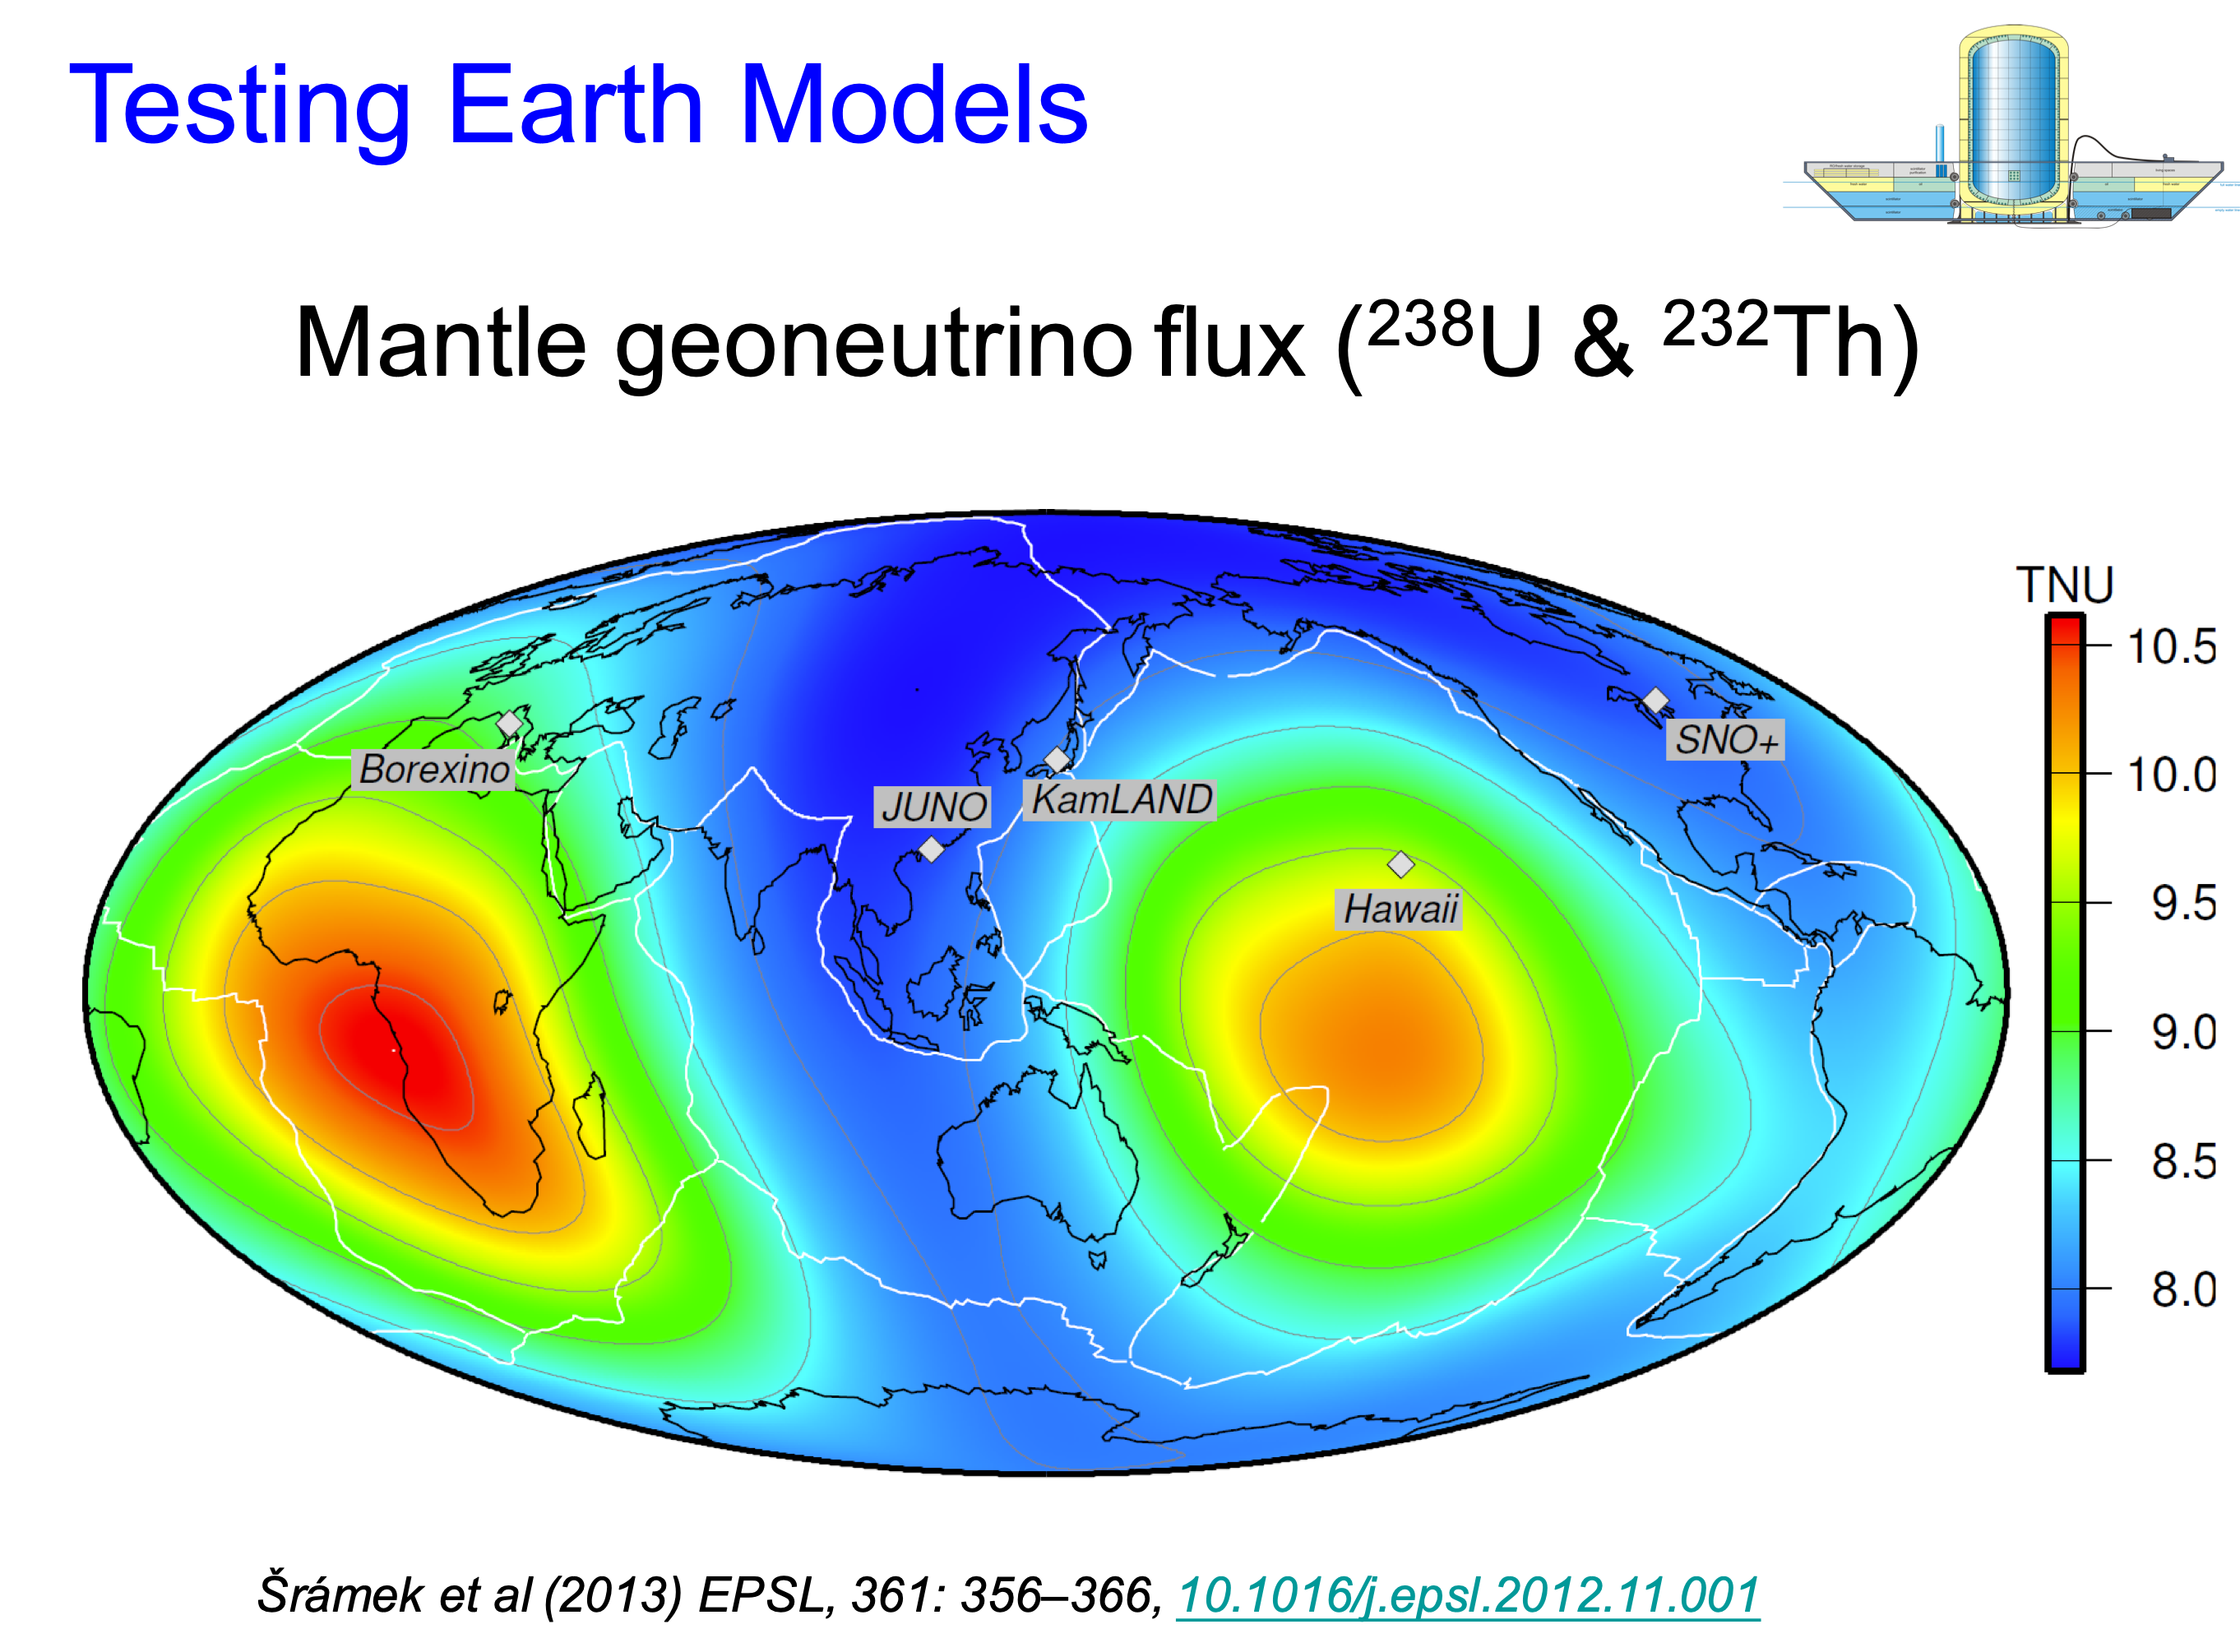 Testing Earth Models
Mantle geoneutrino flux (²³⁸U & ²³²Th)
TNU
10.5
10.0
9.5
9.0
8.5
8.0
SNO+
Borexino
KamLAND
JUNO
Hawaii
Šrámek et al (2013) EPSL, 361: 356–366, 10.1016/j.epsl.2012.11.001